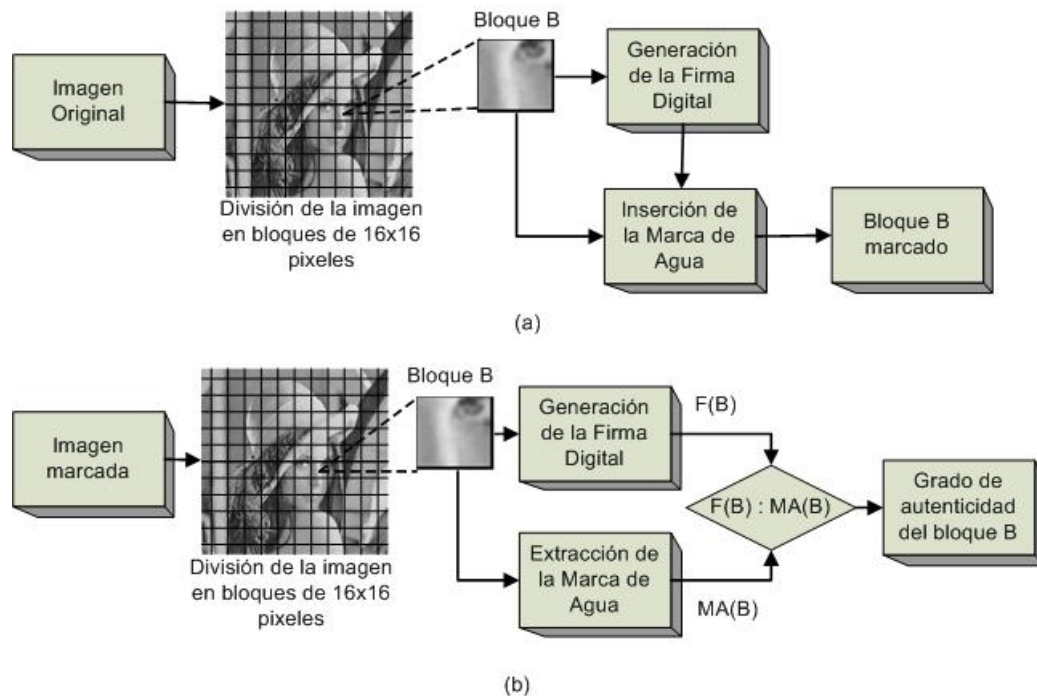 Imagen
Original
División de la imagen
en bloques de 16x16
pixeles
Bloque B
Generación
de la Firma
Digital
Inserción de
la Marca de
Agua
Bloque B
marcado
(a)
Imagen
marcada
División de la imagen
en bloques de 16x16
pixeles
Bloque B
Generación
de la Firma
Digital
F(B)
Extracción de
la Marca de
Agua
MA(B)
F(B) : MA(B)
Grado de
autenticidad
del bloque B
(b)